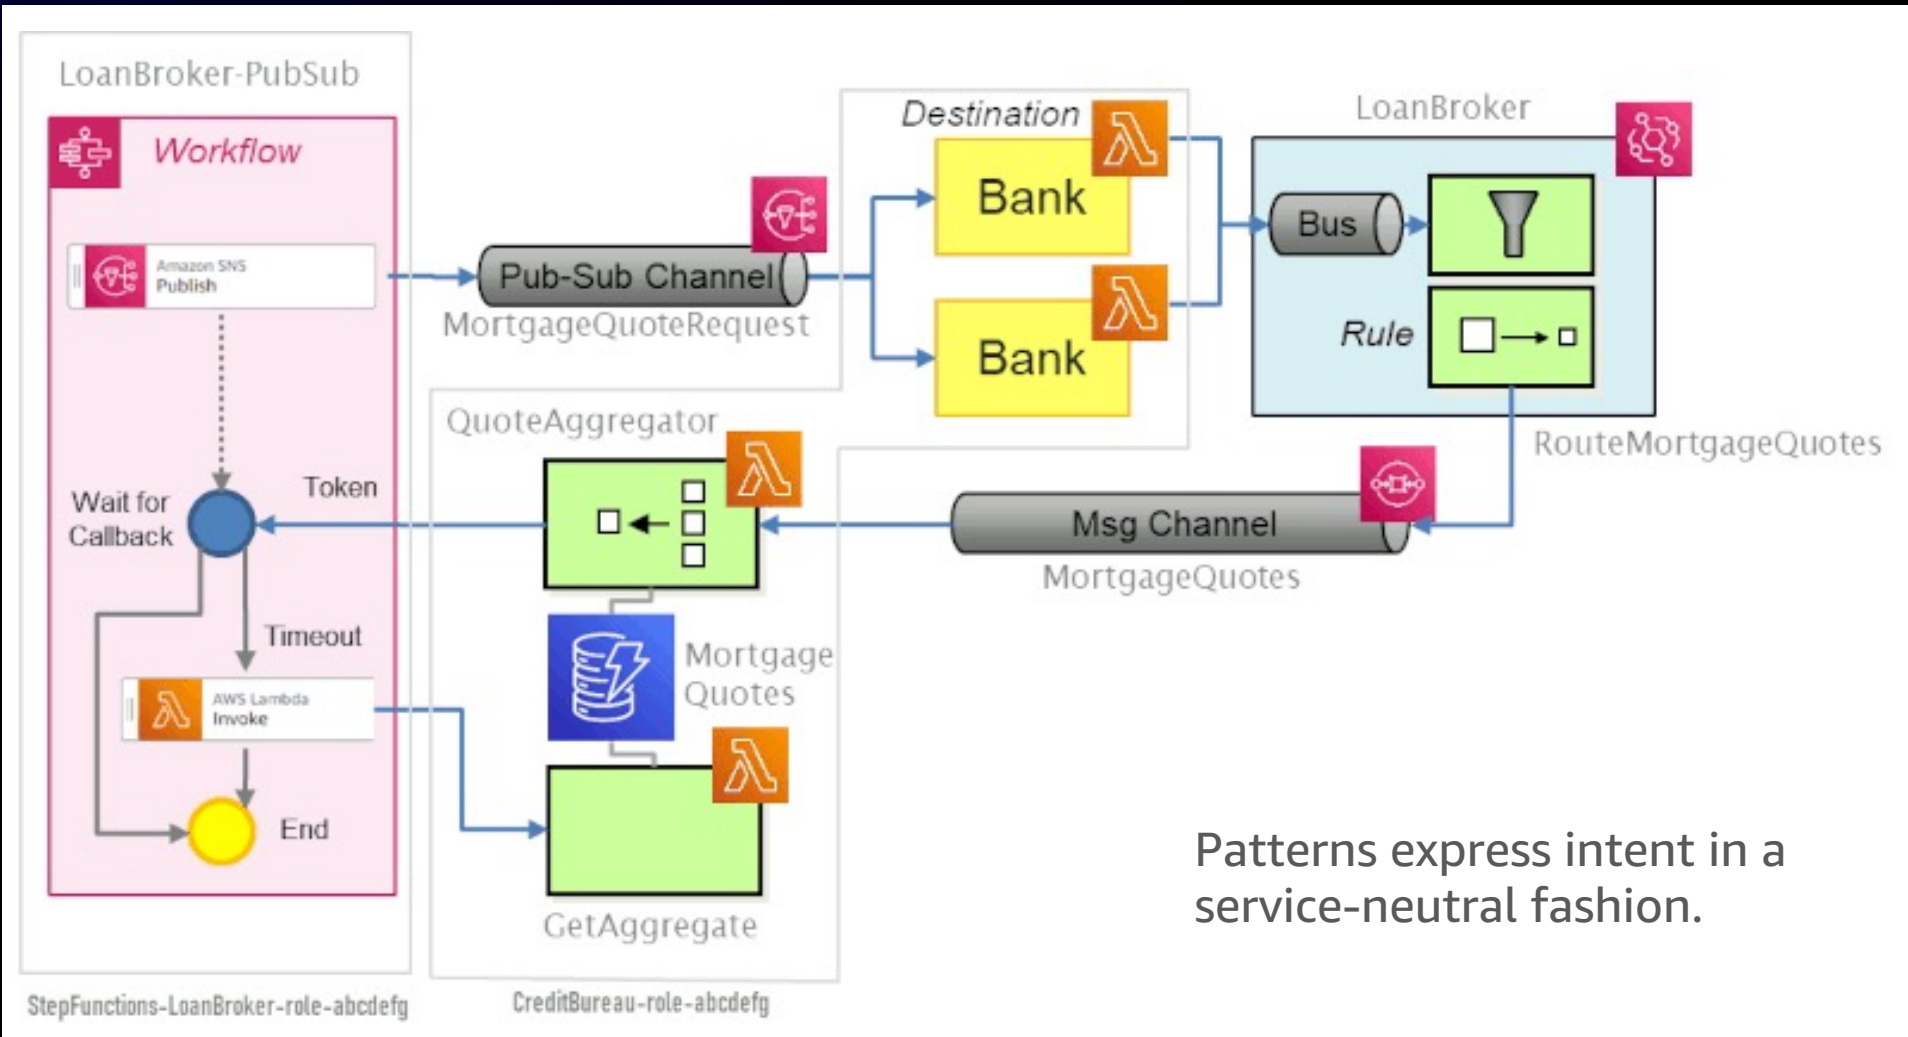 LoanBroker-PubSub
Workflow
Amazon SNS
Publish
Wait for
Callback
Token
Timeout
AWS Lambda
Invoke
End
StepFunctions-LoanBroker-role-abcdefg
Pub-Sub Channel
MortgageQuoteRequest
Destination
Bank
Bank
LoanBroker
Bus
Rule
RouteMortgageQuotes
Msg Channel
MortgageQuotes
QuoteAggregator
Mortgage
Quotes
GetAggregate
CreditBureau-role-abcdefg
Patterns express intent in a
service-neutral fashion.